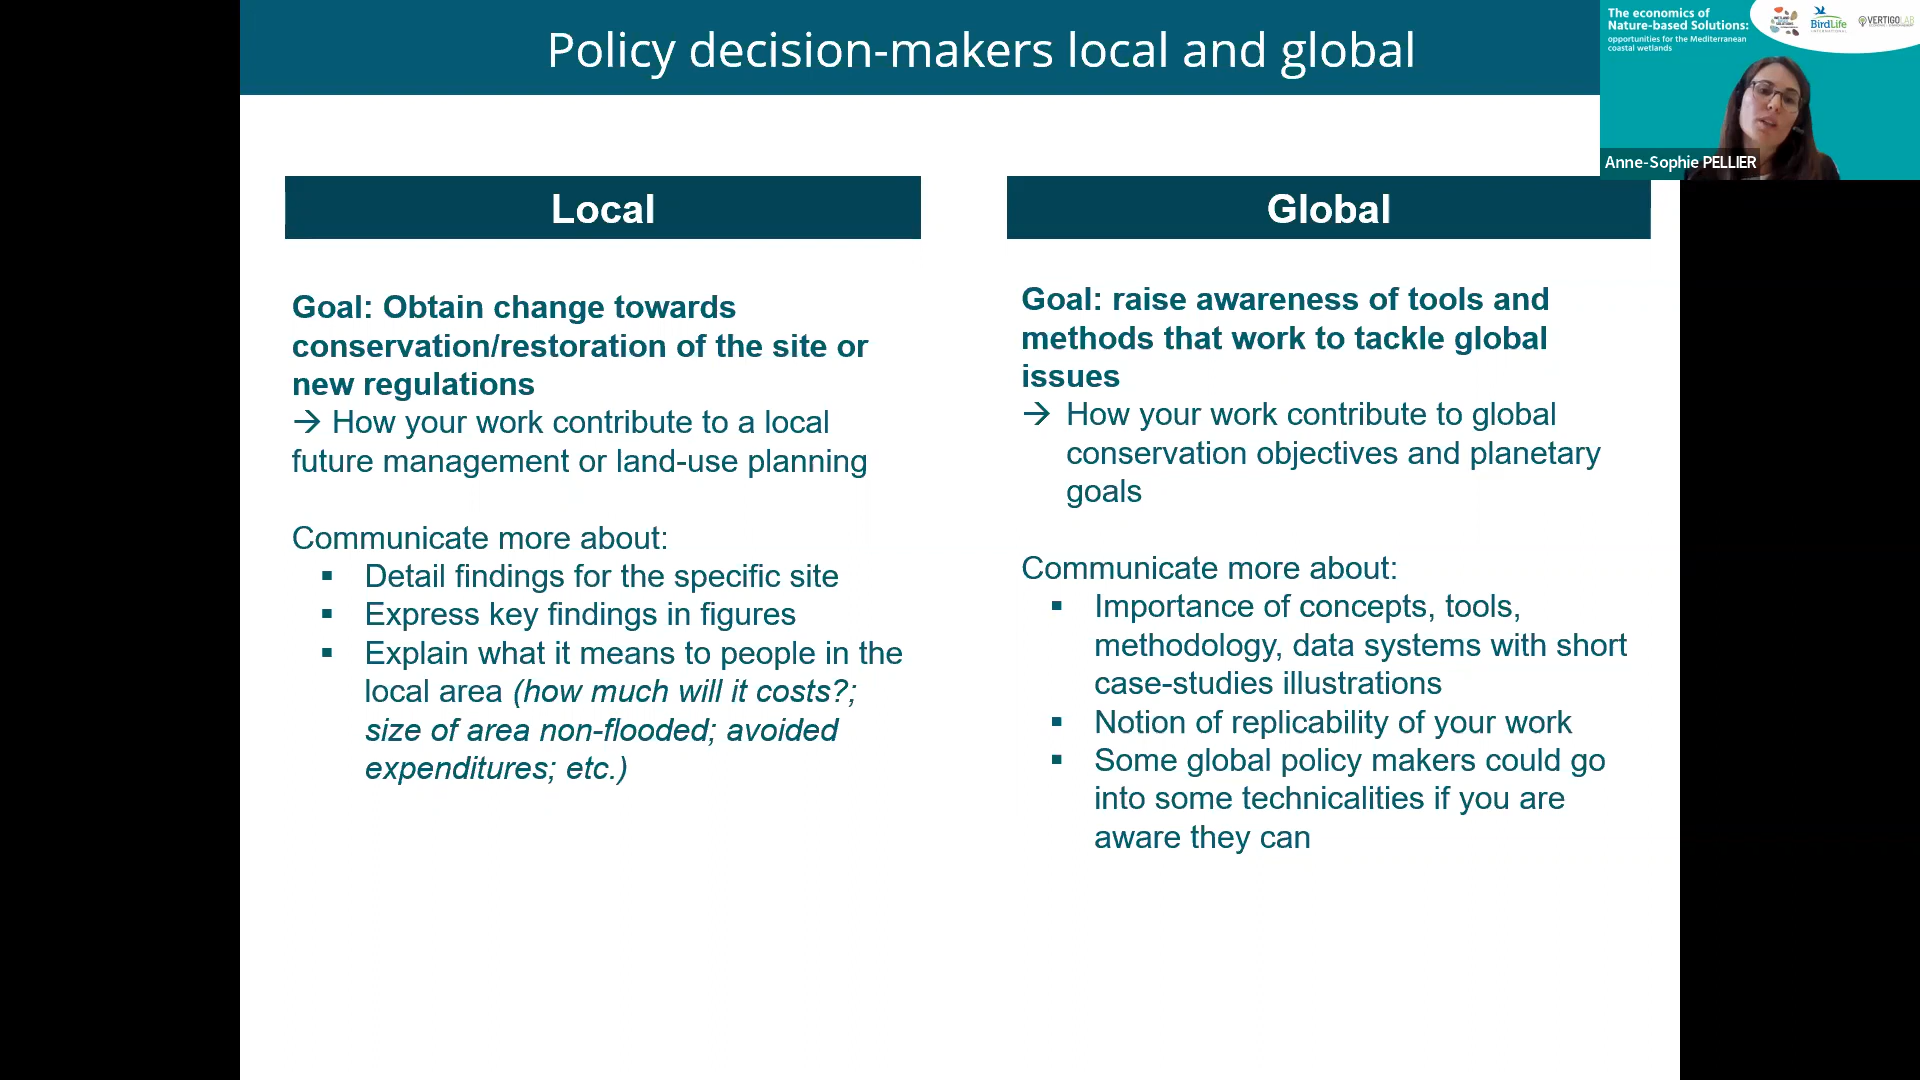 Policy decision-makers local and global
The economics of
Nature-based Solutions:
opportunities for the Mediterranean
coastal wetlands
BirdLife
INTERNATIONAL
VERTIGOLAB
Anne-Sophie PELLIER
Local
Goal: Obtain change towards
conservation/restoration of the site or
new regulations
→ How your work contribute to a local
future management or land-use planning
Communicate more about:
▪ Detail findings for the specific site
▪ Express key findings in figures
▪ Explain what it means to people in the
local area (how much will it costs?;
size of area non-flooded; avoided
expenditures; etc.)
Global
Goal: raise awareness of tools and
methods that work to tackle global
issues
→ How your work contribute to global
conservation objectives and planetary
goals
Communicate more about:
▪ Importance of concepts, tools,
methodology, data systems with short
case-studies illustrations
▪ Notion of replicability of your work
▪ Some global policy makers could go
into some technicalities if you are
aware they can